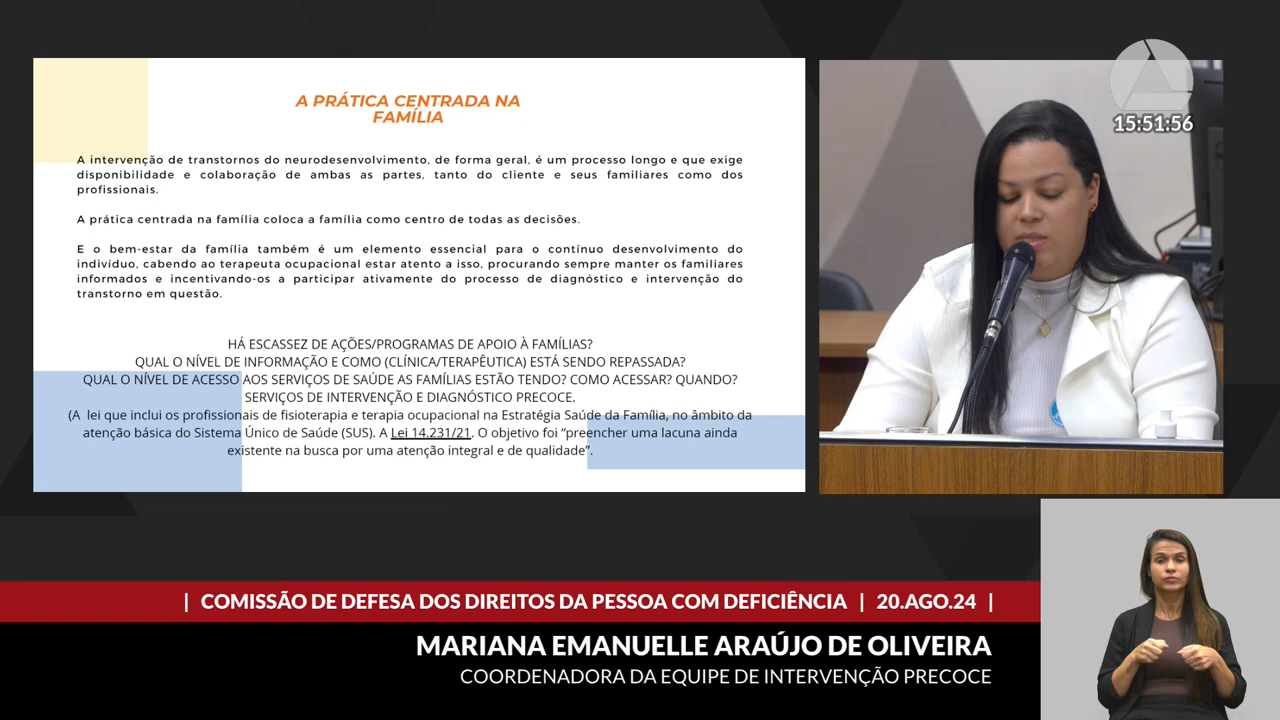 A PRÁTICA CENTRADA NA
FAMÍLIA
A intervenção de transtornos do neurodesenvolvimento, de forma geral, é um processo longo e que exige
disponibilidade e colaboração de ambas as partes, tanto do cliente e seus familiares como dos
profissionais.
A prática centrada na família coloca a família como centro de todas as decisões.
E o bem-estar da família também é um elemento essencial para o contínuo desenvolvimento do
indivíduo, cabendo ao terapeuta ocupacional estar atento a isso, procurando sempre manter os familiares
informados e incentivando-os a participar ativamente do processo de diagnóstico e intervenção do
transtorno em questão.
HÁ ESCASSEZ DE AÇÕES/PROGRAMAS DE APOIO À FAMÍLIAS?
QUAL O NÍVEL DE INFORMAÇÃO E COMO (CLÍNICA/TERAPÊUTICA) ESTÁ SENDO REPASSADA?
QUAL O NÍVEL DE ACESSO AOS SERVIÇOS DE SAÚDE AS FAMÍLIAS ESTÃO TENDO? COMO ACESSAR? QUANDO?
SERVIÇOS DE INTERVENÇÃO E DIAGNÓSTICO PRECOCE.
(A lei que inclui os profissionais de fisioterapia e terapia ocupacional na Estratégia Saúde da Família, no âmbito da
atenção básica do Sistema Único de Saúde (SUS). A Lei 14.231/21. O objetivo foi “preencher uma lacuna ainda
existente na busca por uma atenção integral e de qualidade”.
15:51:56
| COMISSÃO DE DEFESA DOS DIREITOS DA PESSOA COM DEFICIÊNCIA | 20.AGO.24 |
MARIANA EMANUELLE ARAÚJO DE OLIVEIRA
COORDENADORA DA EQUIPE DE INTERVENÇÃO PRECOCE